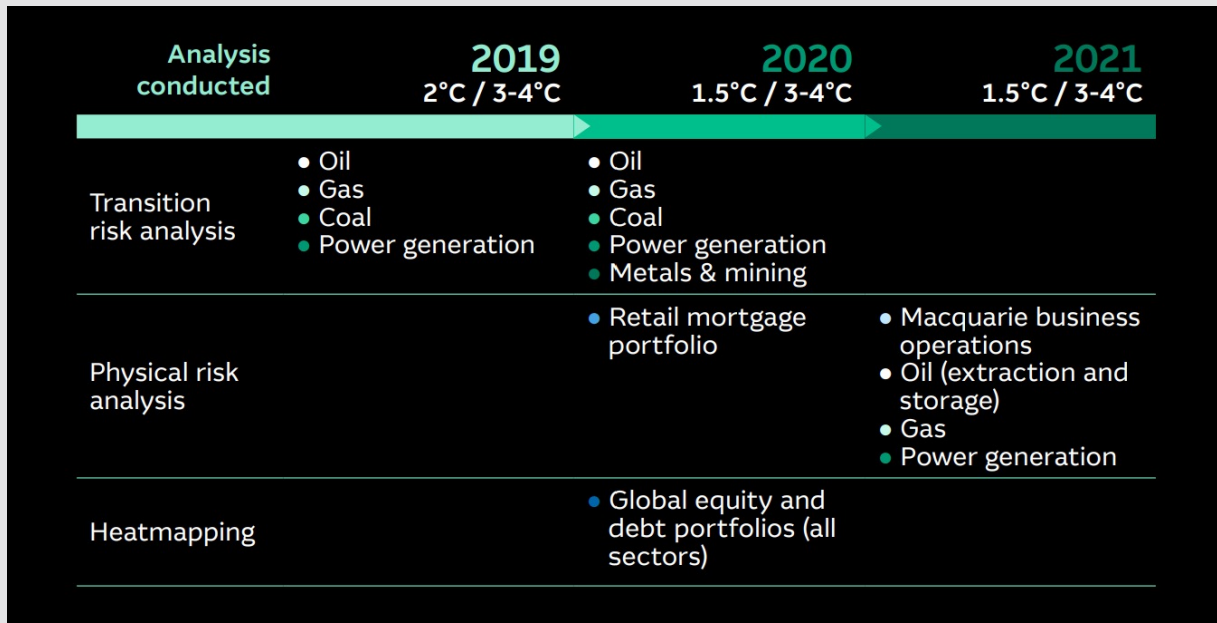 Analysis
conducted
2019
2°C / 3-4°C
2020
1.5°C / 3-4°C
2021
1.5°C / 3-4°C
Transition
risk analysis
• Oil
• Gas
• Coal
• Power generation
• Oil
• Gas
• Coal
• Power generation
• Metals & mining
Physical risk
analysis
• Retail mortgage
portfolio
• Macquarie business
operations
• Oil (extraction and
storage)
• Gas
• Power generation
Heatmapping
• Global equity and
debt portfolios (all
sectors)